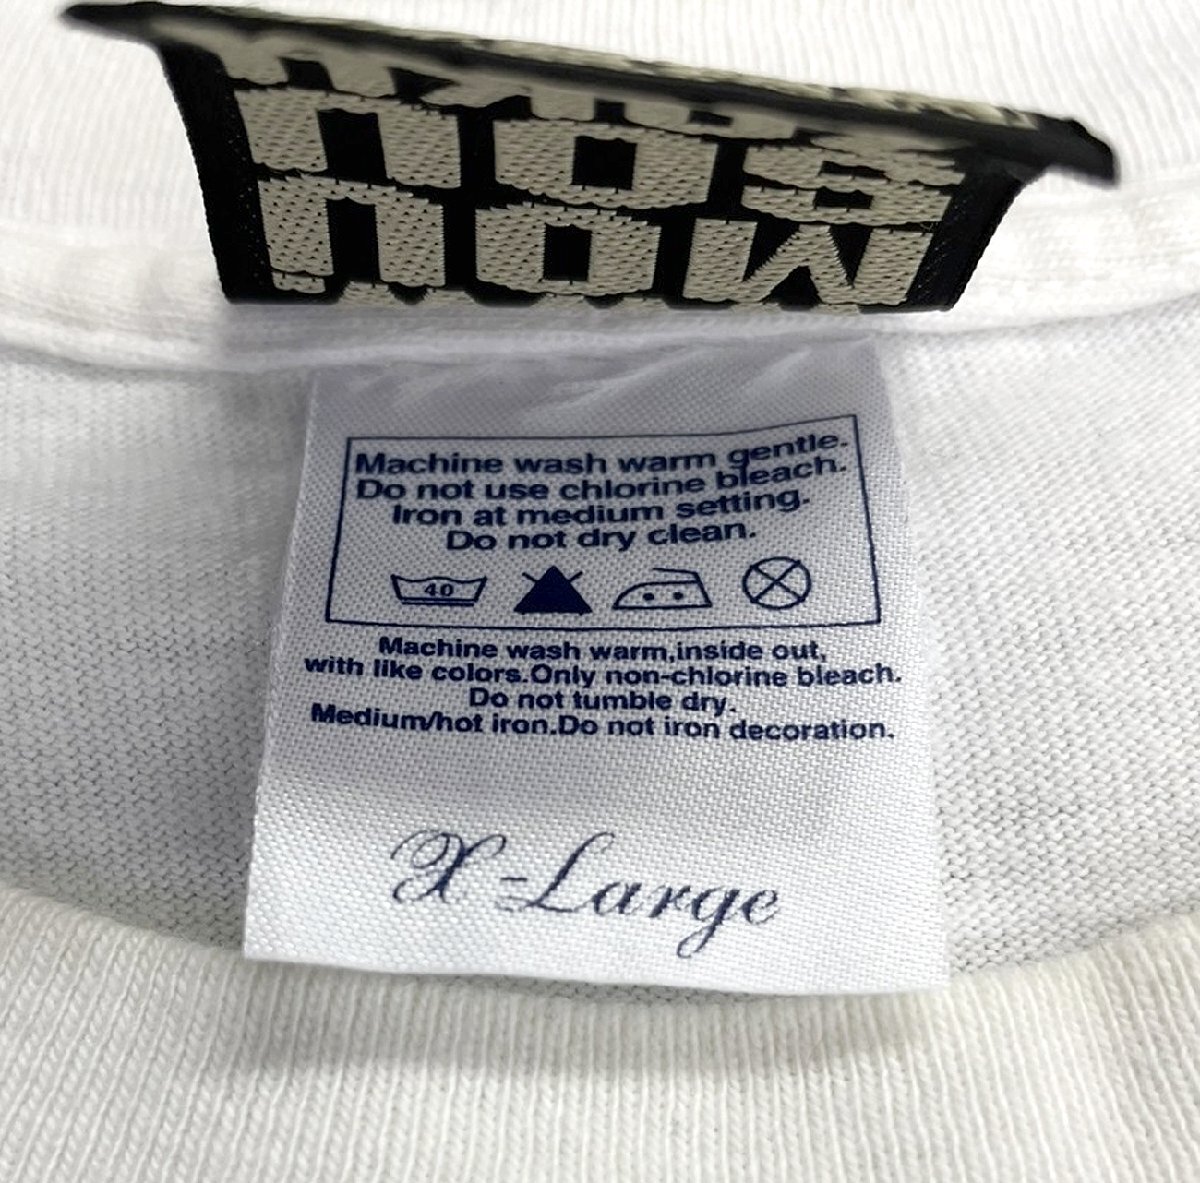 Machine wash warm gentle.
Do not use chlorine bleach.
Iron at medium setting.
Do not dry clean.
40
Machine wash warm,inside out,
with like colors.Only non-chlorine bleach.
Do not tumble dry.
Medium/hot iron.Do not iron decoration.
X-Large